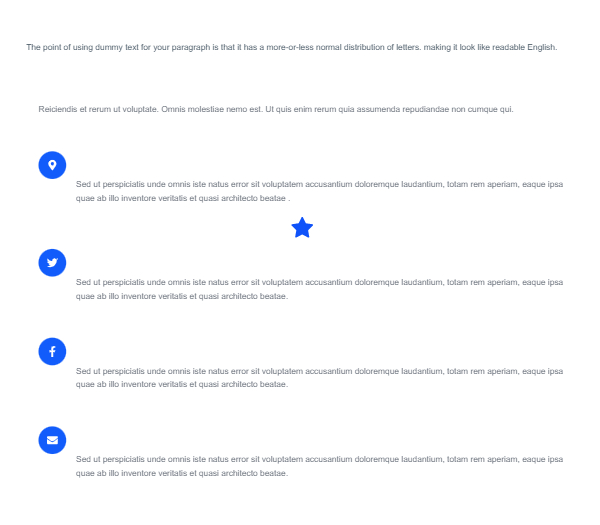 The point of using dummy text for your paragraph is that it has a more-or-less normal distribution of letters. making it look like readable English.
Reiciendis et rerum ut voluptate. Omnis molestiae nemo est. Ut quis enim rerum quia assumenda repudiandae non cumque qui.
Sed ut perspiciatis unde omnis iste natus error sit voluptatem accusantium doloremque laudantium, totam rem aperiam, eaque ipsa
quae ab illo inventore veritatis et quasi architecto beatae .
Sed ut perspiciatis unde omnis iste natus error sit voluptatem accusantium doloremque laudantium, totam rem aperiam, eaque ipsa
quae ab illo inventore veritatis et quasi architecto beatae.
Sed ut perspiciatis unde omnis iste natus error sit voluptatem accusantium doloremque laudantium, totam rem aperiam, eaque ipsa
quae ab illo inventore veritatis et quasi architecto beatae.
Sed ut perspiciatis unde omnis iste natus error sit voluptatem accusantium doloremque laudantium, totam rem aperiam, eaque ipsa
quae ab illo inventore veritatis et quasi architecto beatae.